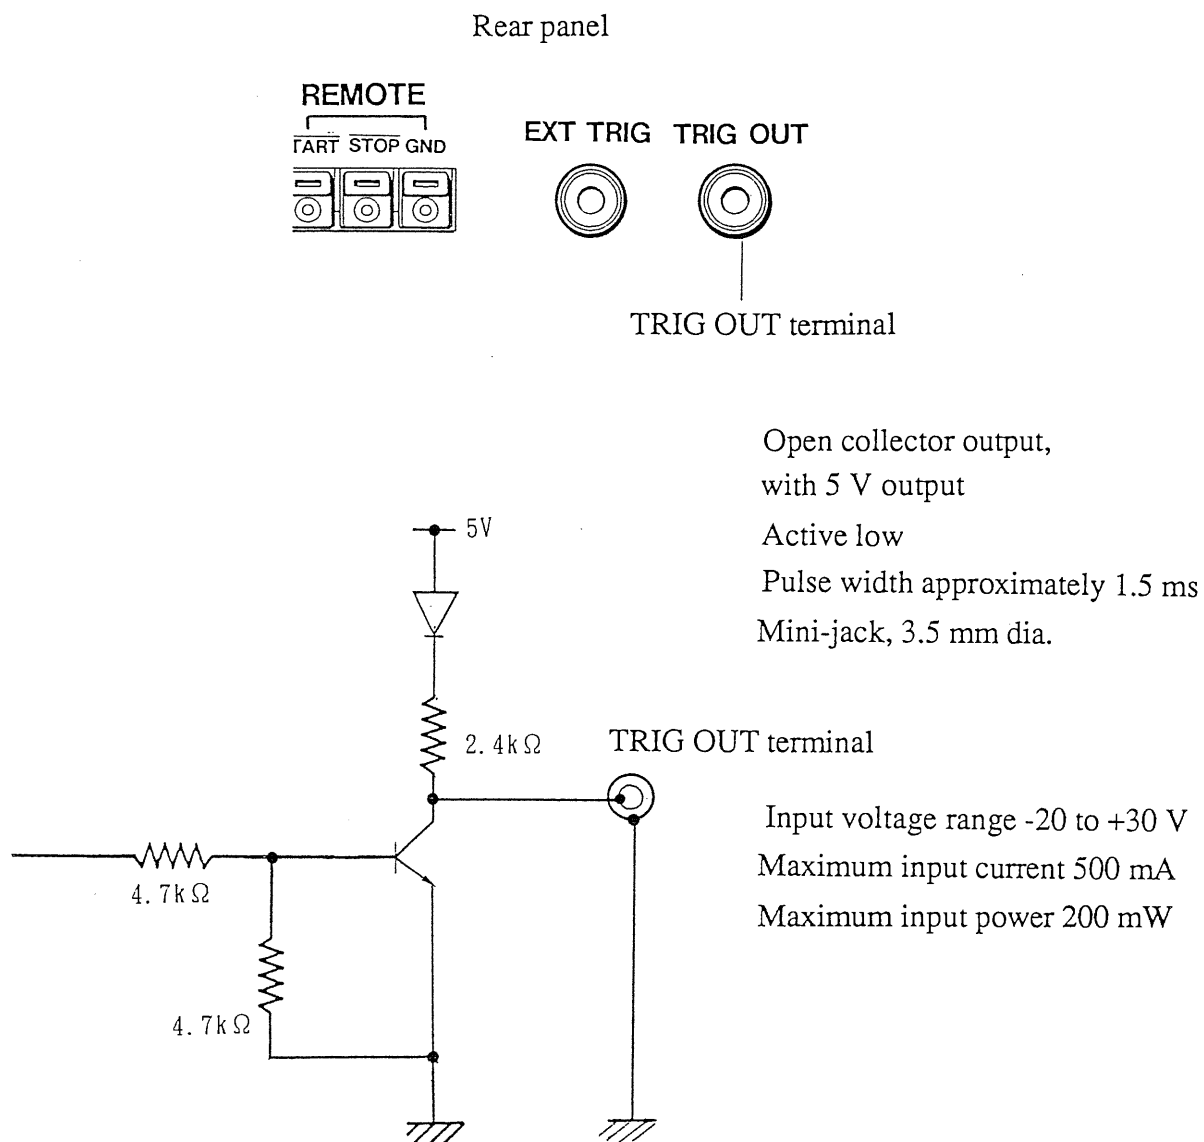 Rear panel
REMOTE
TART STOP GND
EXT TRIG TRIG OUT
TRIG OUT terminal
Open collector output,
with 5 V output
Active low
Pulse width approximately 1.5 ms
Mini-jack, 3.5 mm dia.
5V
2.4kΩ
TRIG OUT terminal
Input voltage range -20 to +30 V
Maximum input current 500 mA
Maximum input power 200 mW
4.7kΩ
4.7kΩ